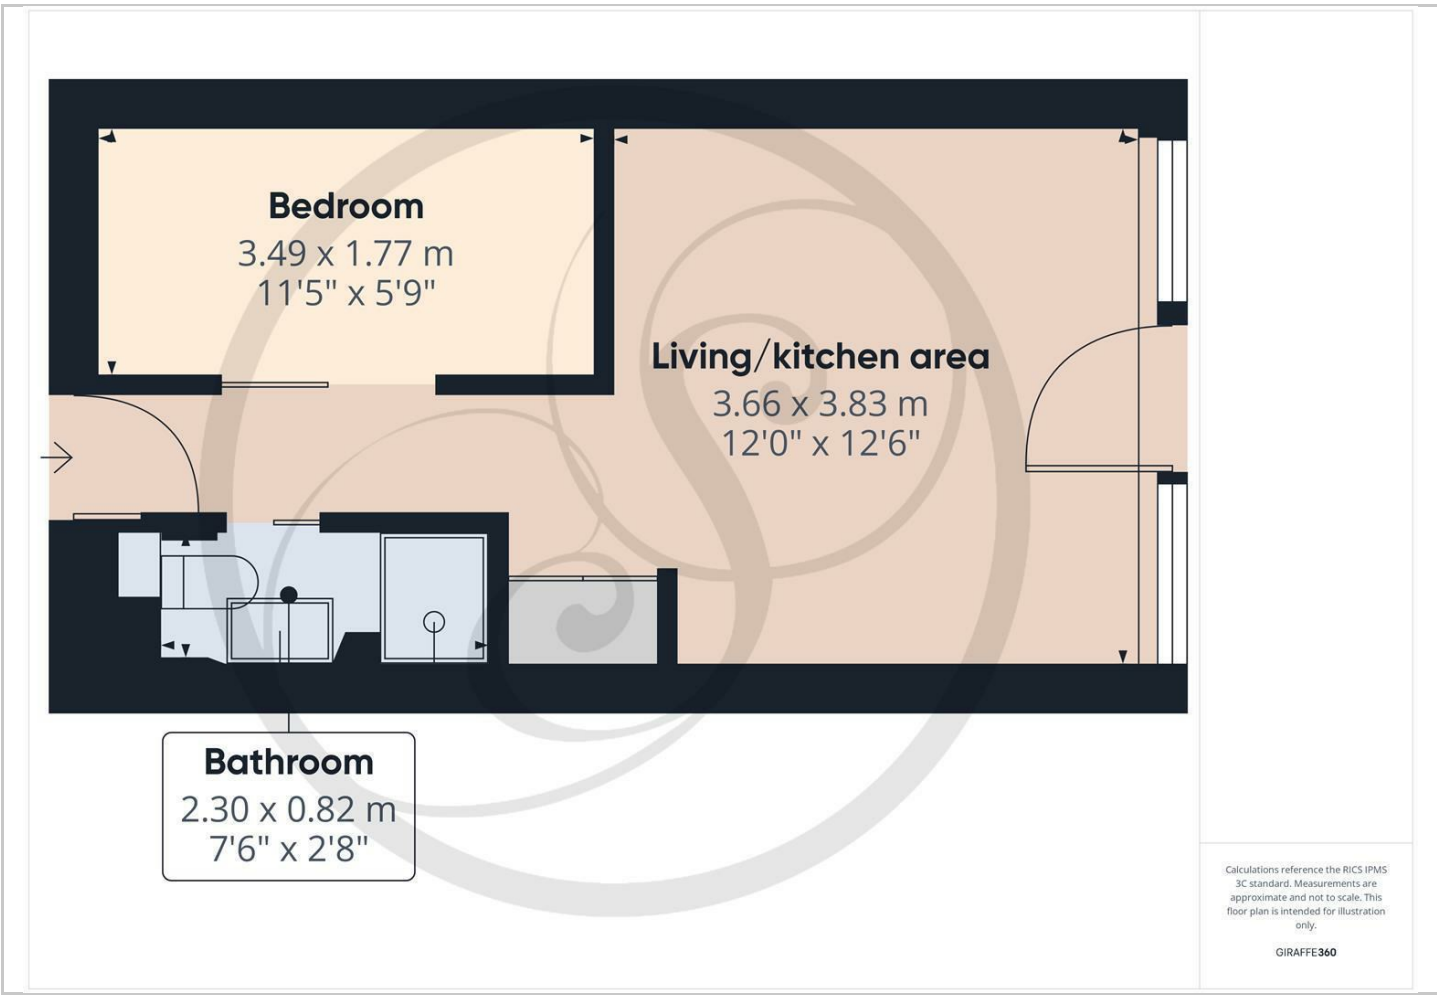 Bedroom
3.49 x 1.77 m
11'5" x 5'9"
Living/kitchen area
3.66 x 3.83 m
12'0" x 12'6"
Bathroom
2.30 x 0.82 m
7'6" x 2'8"
Calculations reference the RICS IPMS
3C standard. Measurements are
approximate and not to scale. This
floor plan is intended for illustration
only.
GIRAFFE360